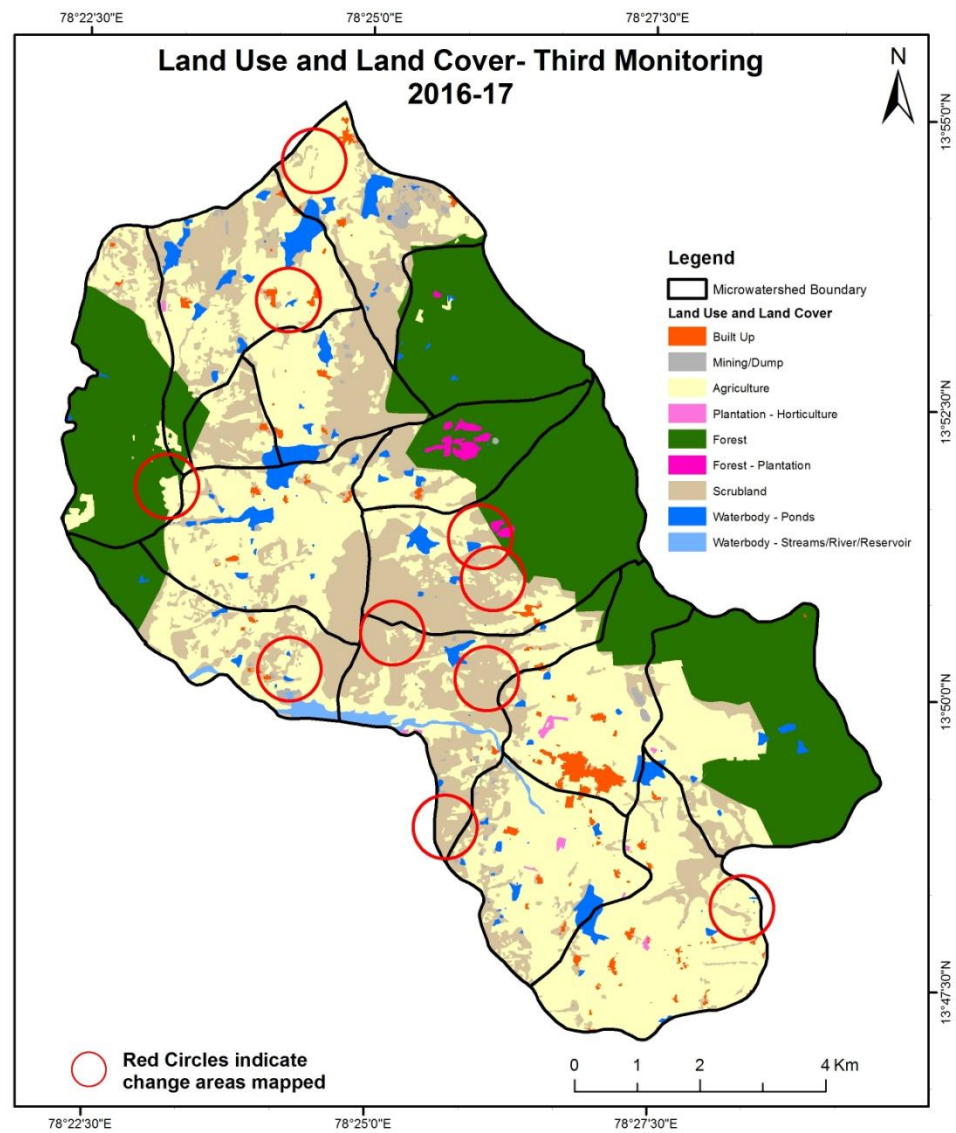 78°22'30"E 78°25'0"E 78°27'30"E
Land Use and Land Cover- Third Monitoring
2016-17
N
13°55'0"N
13°52'30"N
13°50'0"N
13°47'30"N
Legend
Microwatershed Boundary
Land Use and Land Cover
Built Up
Mining/Dump
Agriculture
Plantation - Horticulture
Forest
Forest - Plantation
Scrubland
Waterbody - Ponds
Waterbody - Streams/River/Reservoir
Red Circles indicate
change areas mapped
0 1 2 4 Km
78°22'30"E 78°25'0"E 78°27'30"E